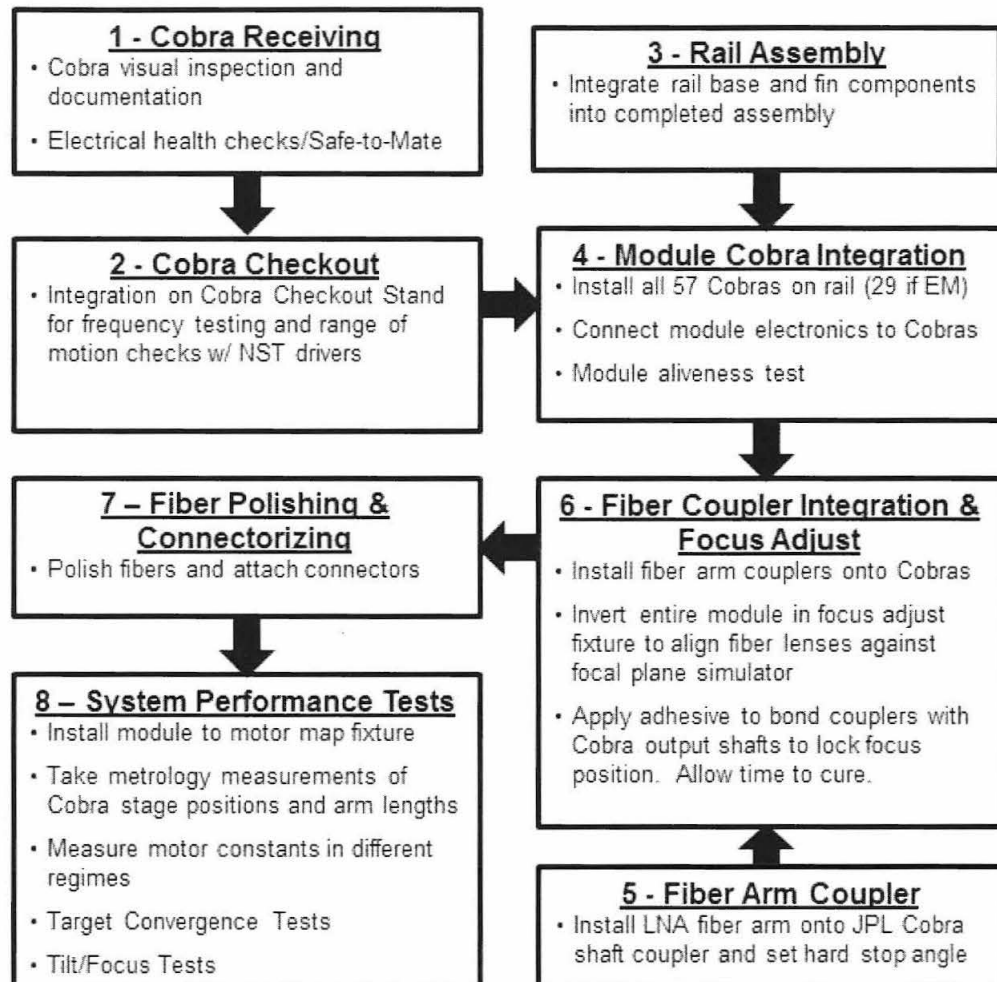 1 - Cobra Receiving
• Cobra visual inspection and
documentation
• Electrical health checks/Safe-to-Mate
2 - Cobra Checkout
• Integration on Cobra Checkout Stand
for frequency testing and range of
motion checks w/ NST drivers
3 - Rail Assembly
• Integrate rail base and fin components
into completed assembly
4 - Module Cobra Integration
• Install all 57 Cobras on rail (29 if EM)
• Connect module electronics to Cobras
• Module aliveness test
5 - Fiber Arm Coupler
• Install LNA fiber arm onto JPL Cobra
shaft coupler and set hard stop angle
6 - Fiber Coupler Integration &
Focus Adjust
• Install fiber arm couplers onto Cobras
• Invert entire module in focus adjust
fixture to align fiber lenses against
focal plane simulator
• Apply adhesive to bond couplers with
Cobra output shafts to lock focus
position.  Allow time to cure.
7 – Fiber Polishing &
Connectorizing
• Polish fibers and attach connectors
8 – System Performance Tests
• Install module to motor map fixture
• Take metrology measurements of
Cobra stage positions and arm lengths
• Measure motor constants in different
regimes
• Target Convergence Tests
• Tilt/Focus Tests